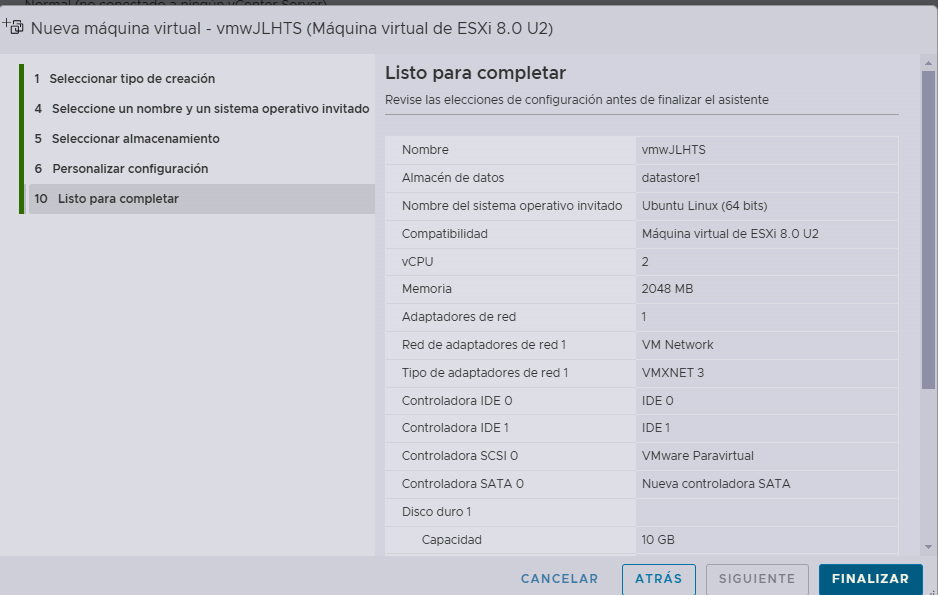 Normal (no conectado a ningún vCenter Server)
Nueva máquina virtual - vmwJLHTS (Máquina virtual de ESXi 8.0 U2)
1 Seleccionar tipo de creación
4 Seleccione un nombre y un sistema operativo invitado
5 Seleccionar almacenamiento
6 Personalizar configuración
10 Listo para completar
Listo para completar
Revise las elecciones de configuración antes de finalizar el asistente
Nombre vmwJLHTS
Almacén de datos datastore1
Nombre del sistema operativo invitado Ubuntu Linux (64 bits)
Compatibilidad Máquina virtual de ESXi 8.0 U2
vCPU 2
Memoria 2048 MB
Adaptadores de red 1
Red de adaptadores de red 1 VM Network
Tipo de adaptadores de red 1 VMXNET 3
Controladora IDE 0 IDE 0
Controladora IDE 1 IDE 1
Controladora SCSI 0 VMware Paravirtual
Controladora SATA 0 Nueva controladora SATA
Disco duro 1
Capacidad 10 GB
CANCELAR ATRÁS SIGUIENTE FINALIZAR